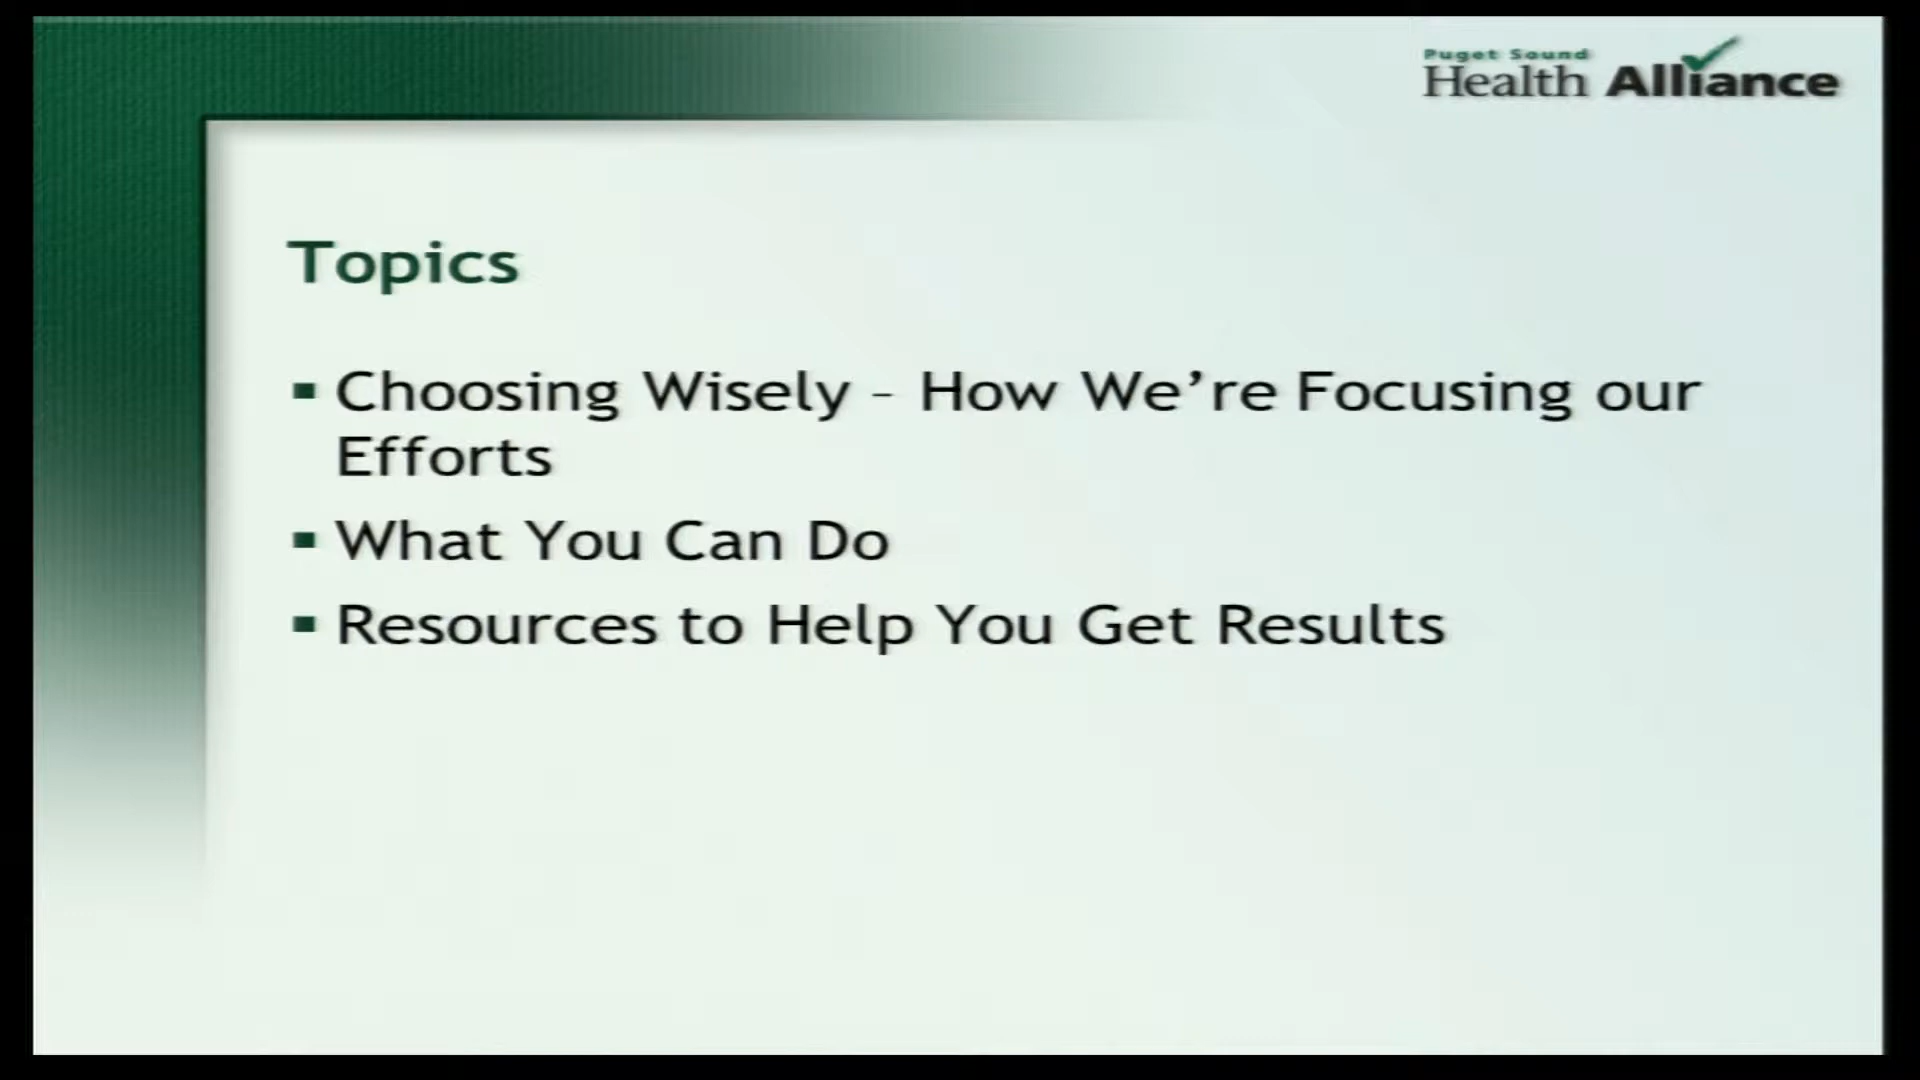 Puget Sound
Health Alliance
Topics
▪ Choosing Wisely – How We’re Focusing our
Efforts
▪ What You Can Do
▪ Resources to Help You Get Results